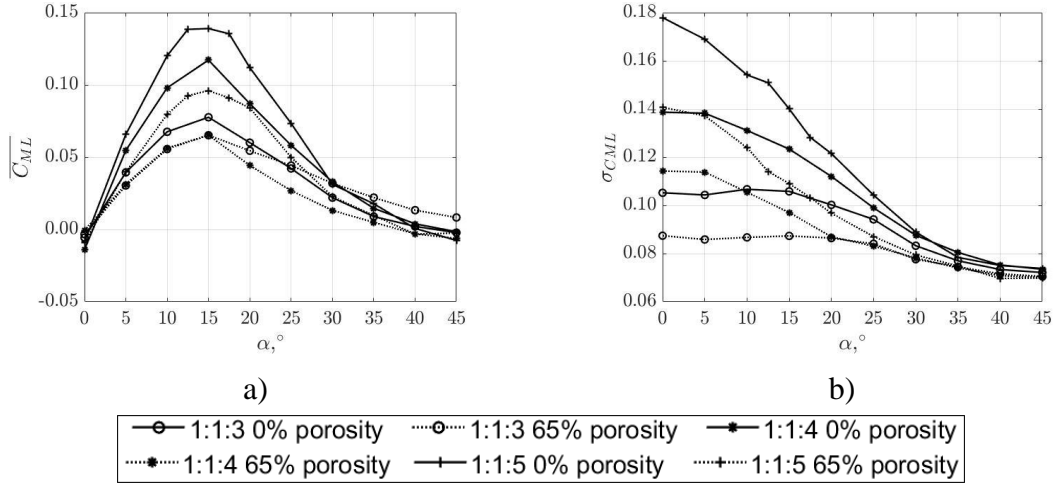 0.15
0.10
0.05
0.00
-0.05
C_ML
0 5 10 15 20 25 30 35 40 45
α,°
a)
0.18
0.16
0.14
0.12
0.10
0.08
0.06
σ_CML
0 5 10 15 20 25 30 35 40 45
α,°
b)
1:1:3 0% porosity 1:1:3 65% porosity 1:1:4 0% porosity
1:1:4 65% porosity 1:1:5 0% porosity 1:1:5 65% porosity